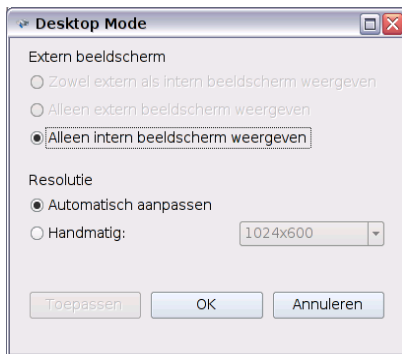 Desktop Mode
Extern beeldscherm
Zowel extern als intern beeldscherm weergeven
Alleen extern beeldscherm weergeven
Alleen intern beeldscherm weergeven
Resolutie
Automatisch aanpassen
Handmatig: 1024x600
Toepassen OK Annuleren